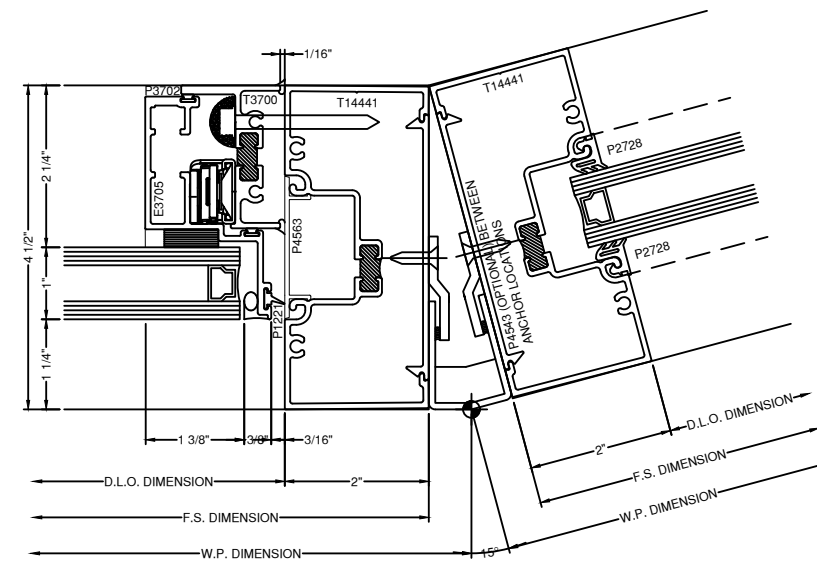 1/16"
P3702
T3700
T14441
T14441
2 1/4"
4 1/2"
1"
1 1/4"
E3705
P4563
P1221
P2728
P2728
P4543 (OPTIONAL) BETWEEN
ANCHOR LOCATIONS
1 3/8"
3/8"
3/16"
D.L.O. DIMENSION
2"
F.S. DIMENSION
W.P. DIMENSION
15°
2"
D.L.O. DIMENSION
F.S. DIMENSION
W.P. DIMENSION